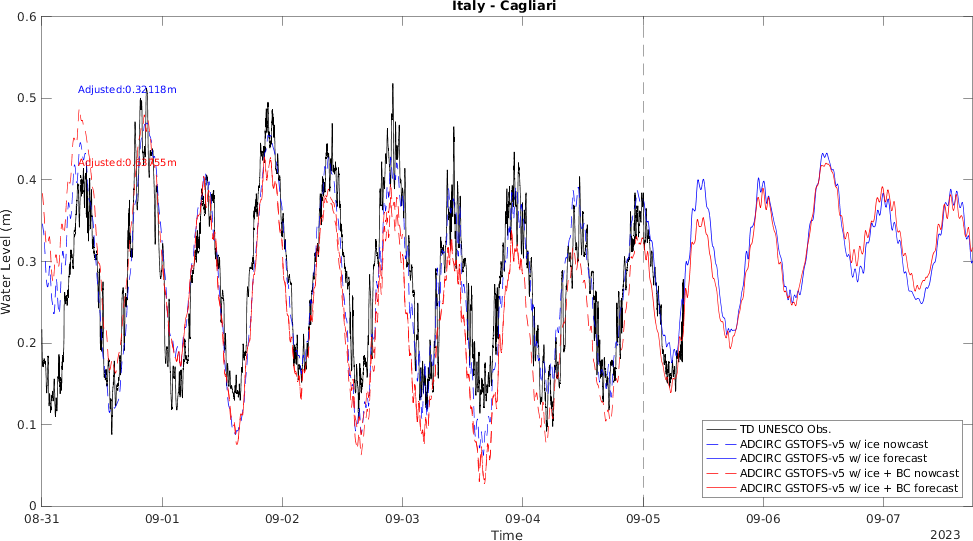 Italy - Cagliari
0.6
0.5
0.4
0.3
0.2
0.1
0
Water Level (m)
Adjusted:0.32118m
Adjusted:0.63755m
TD UNESCO Obs.
ADCIRC GSTOFS-v5 w/ ice nowcast
ADCIRC GSTOFS-v5 w/ ice forecast
ADCIRC GSTOFS-v5 w/ ice + BC nowcast
ADCIRC GSTOFS-v5 w/ ice + BC forecast
08-31 09-01 09-02 09-03 09-04 09-05 09-06 09-07
Time
2023